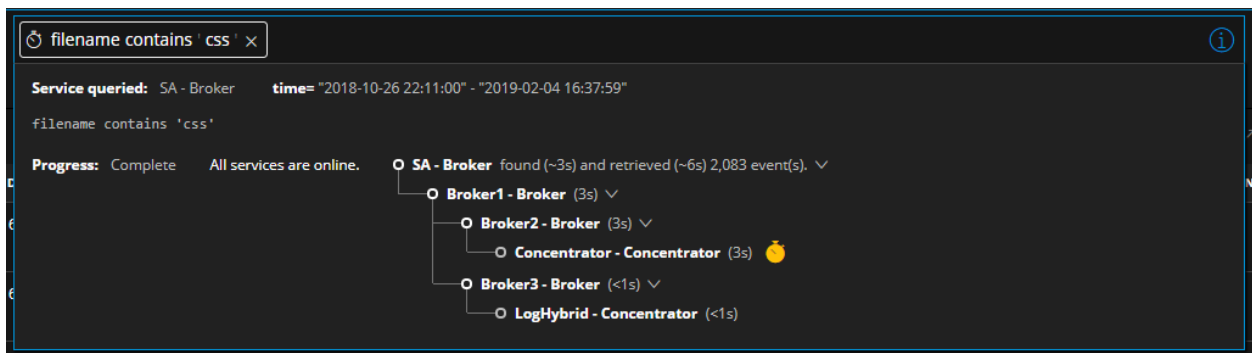 filename contains ' css ' ×
Service queried: SA - Broker time= "2018-10-26 22:11:00" - "2019-02-04 16:37:59"
filename contains 'css'
Progress: Complete All services are online. SA - Broker found (~3s) and retrieved (~6s) 2,083 event(s).
Broker1 - Broker (3s)
Broker2 - Broker (3s)
Concentrator - Concentrator (3s)
Broker3 - Broker (<1s)
LogHybrid - Concentrator (<1s)